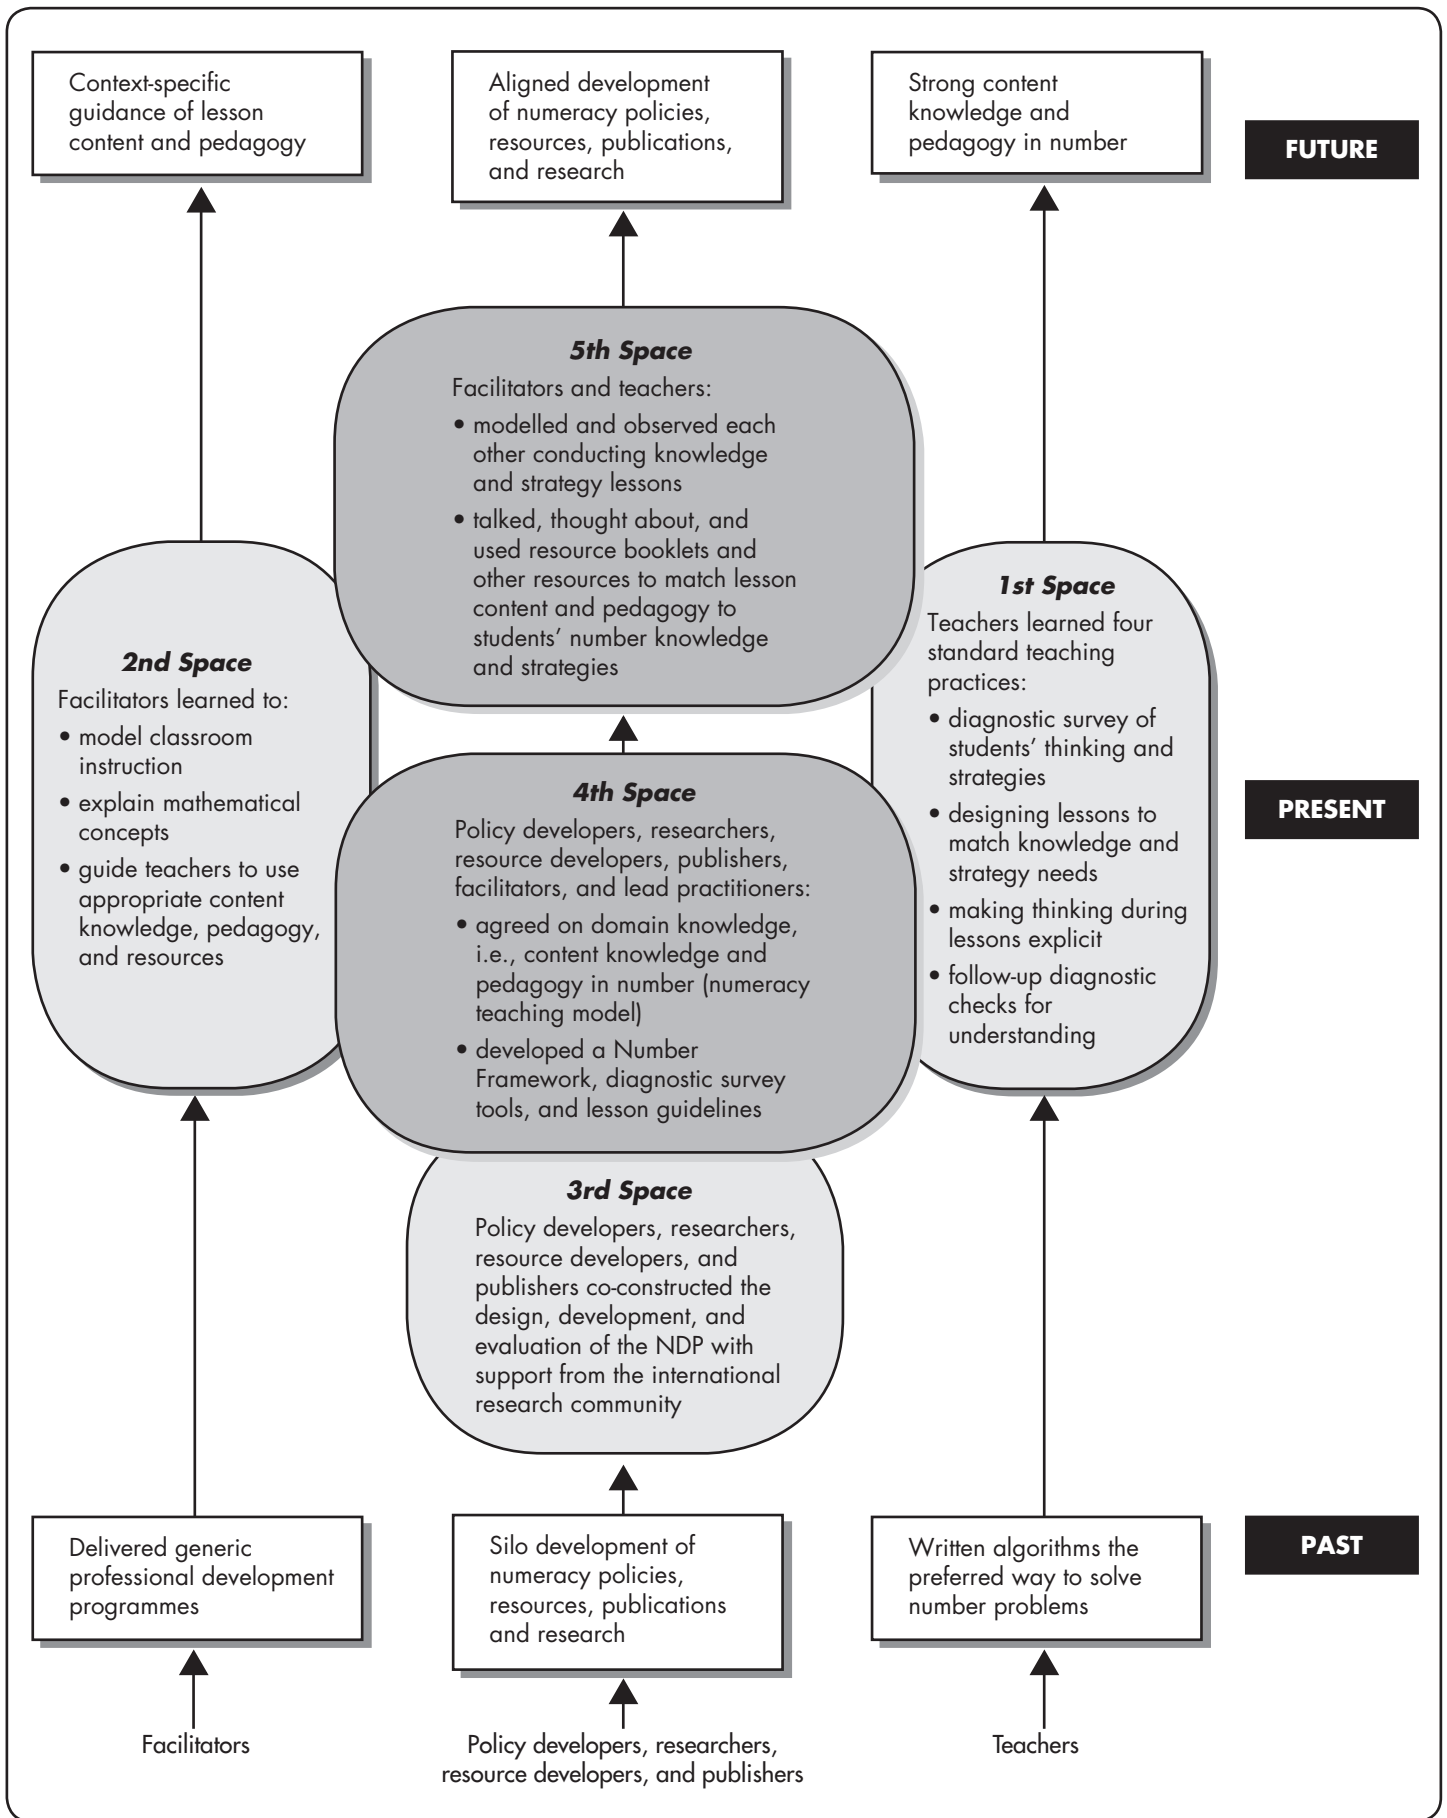 Context-specific
guidance of lesson
content and pedagogy
Aligned development
of numeracy policies,
resources, publications,
and research
Strong content
knowledge and
pedagogy in number
FUTURE
5th Space
Facilitators and teachers:
• modelled and observed each
other conducting knowledge
and strategy lessons
• talked, thought about, and
used resource booklets and
other resources to match lesson
content and pedagogy to
students’ number knowledge
and strategies
2nd Space
Facilitators learned to:
• model classroom
instruction
• explain mathematical
concepts
• guide teachers to use
appropriate content
knowledge, pedagogy,
and resources
1st Space
Teachers learned four
standard teaching
practices:
• diagnostic survey of
students’ thinking and
strategies
• designing lessons to
match knowledge and
strategy needs
• making thinking during
lessons explicit
• follow-up diagnostic
checks for
understanding
PRESENT
4th Space
Policy developers, researchers,
resource developers, publishers,
facilitators, and lead practitioners:
• agreed on domain knowledge,
i.e., content knowledge and
pedagogy in number (numeracy
teaching model)
• developed a Number
Framework, diagnostic survey
tools, and lesson guidelines
3rd Space
Policy developers, researchers,
resource developers, and
publishers co-constructed the
design, development, and
evaluation of the NDP with
support from the international
research community
Delivered generic
professional development
programmes
Silo development of
numeracy policies,
resources, publications
and research
Written algorithms the
preferred way to solve
number problems
PAST
Facilitators
Policy developers, researchers,
resource developers, and publishers
Teachers